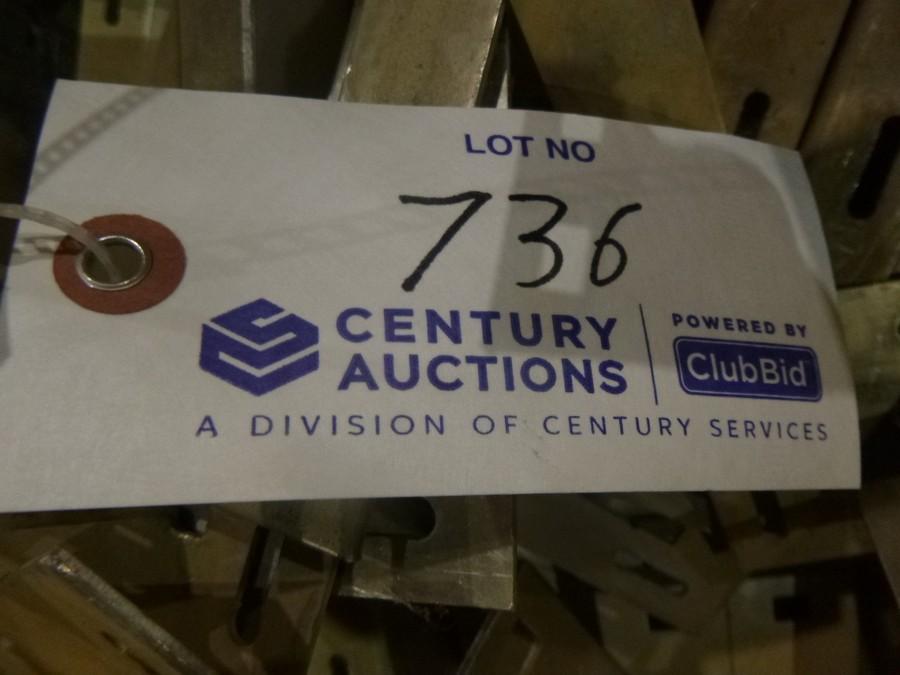 LOT NO
736
CENTURY
AUCTIONS
POWERED BY
ClubBid
A DIVISION OF CENTURY SERVICES